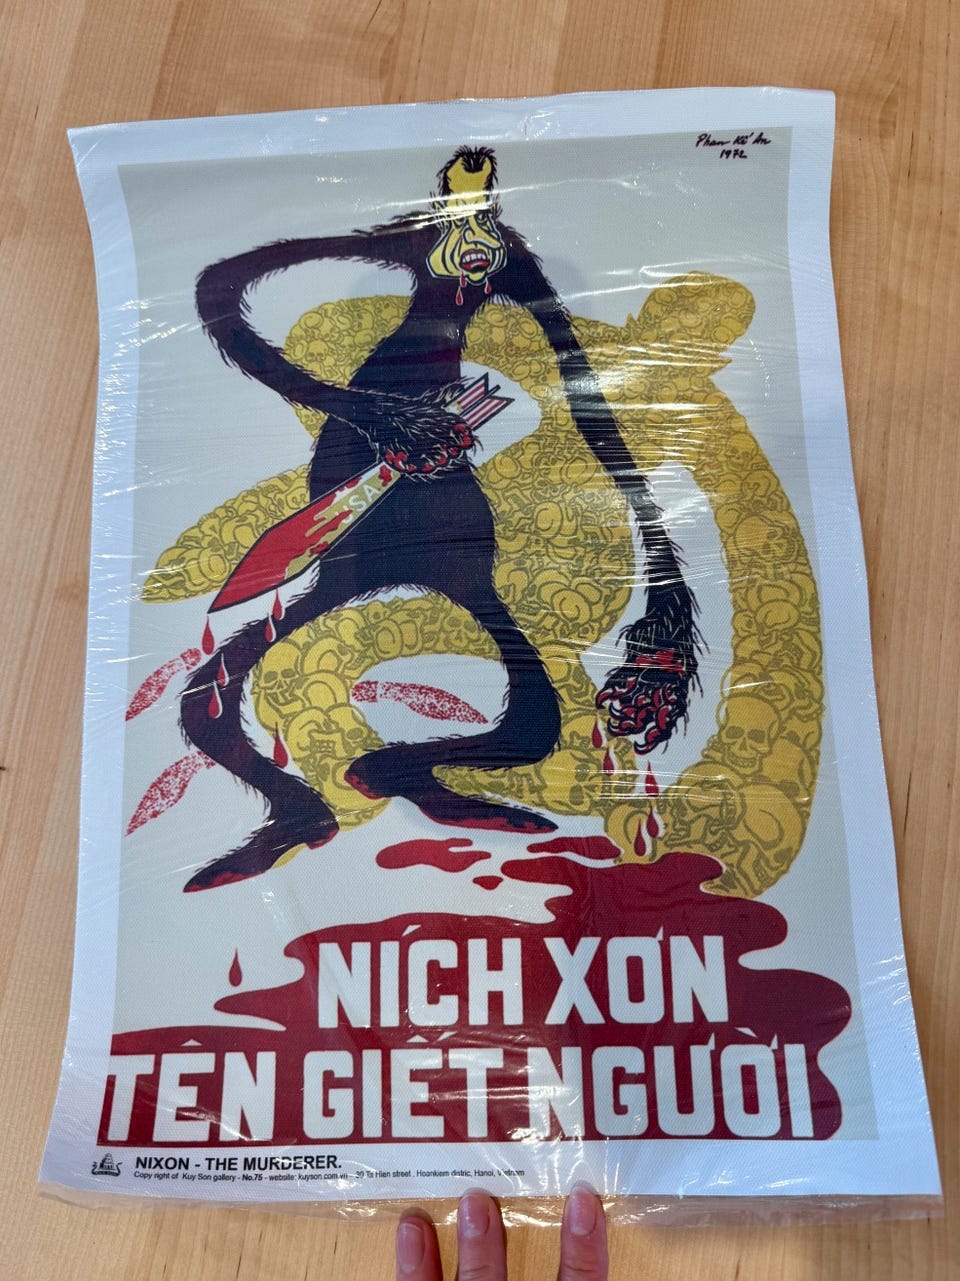 Phan Kế An
1972
SA
NÍCH XƠN
TÊN GIẾT NGƯỜI
NIXON - THE MURDERER.
Copy right of Kuy Son gallery - No.75 - website: kuyson.com.vn - 30 Ta Hien street , Hoankiem distric, Hanoi, Vietnam